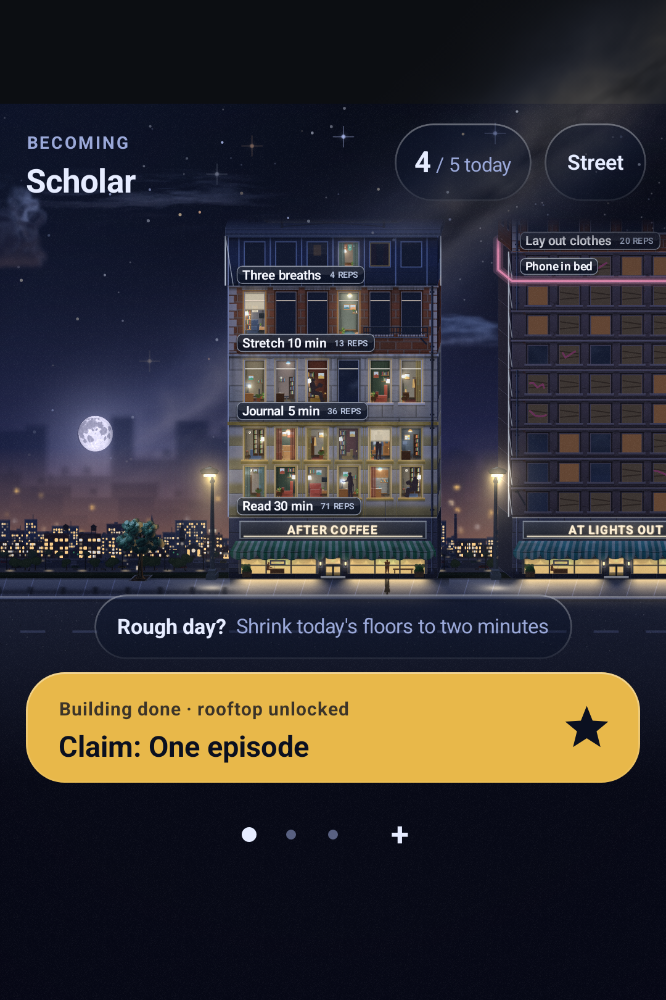 BECOMING
Scholar
4 / 5 today
Street
Lay out clothes 20 REPS
Phone in bed
Three breaths 4 REPS
Stretch 10 min 13 REPS
Journal 5 min 36 REPS
Read 30 min 71 REPS
AFTER COFFEE
AT LIGHTS OUT
Rough day? Shrink today's floors to two minutes
Building done · rooftop unlocked
Claim: One episode
+